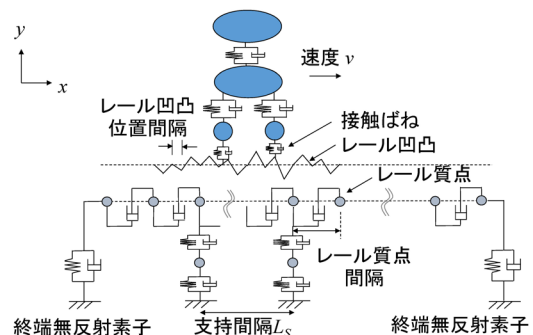 y
x
速度 v
レール凹凸
位置間隔
接触ばね
レール凹凸
レール質点
レール質点
間隔
終端無反射素子
支持間隔LS
終端無反射素子